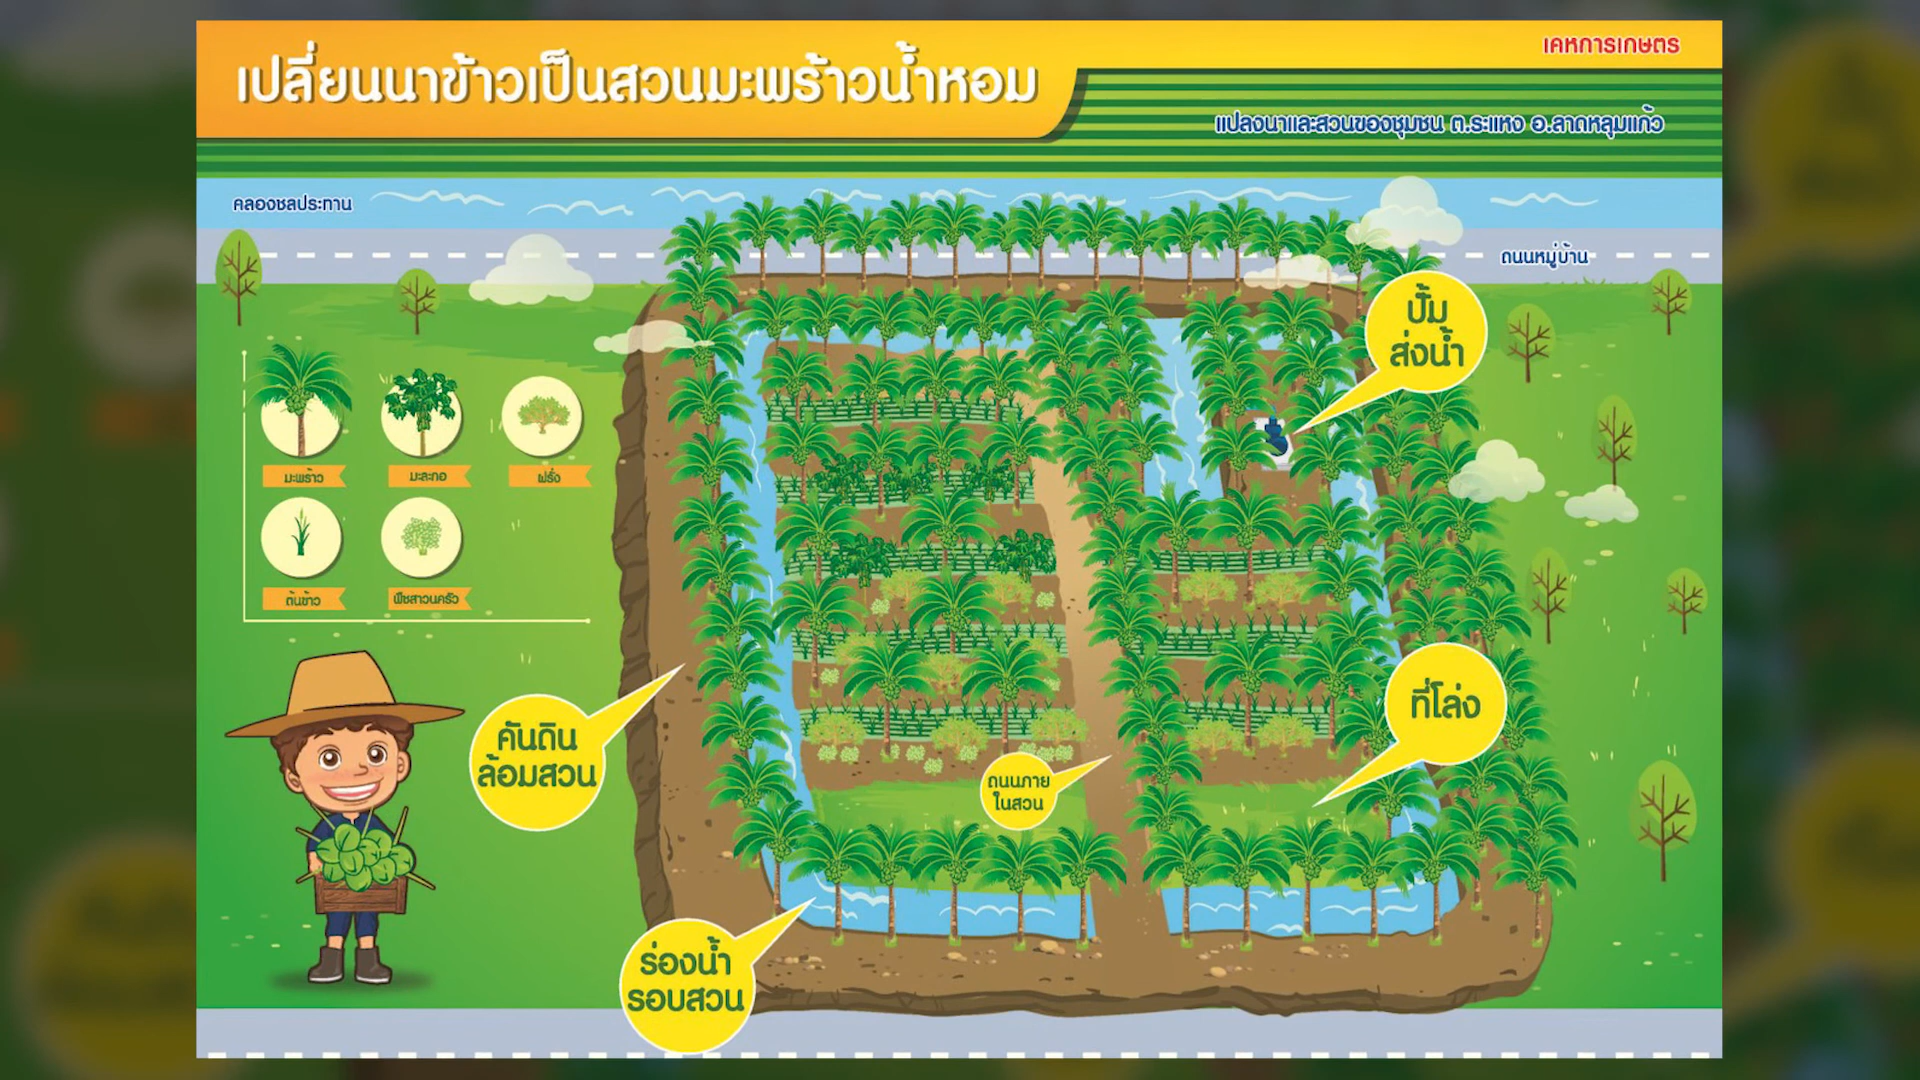 เปลี่ยนนาข้าวเป็นสวนมะพร้าวน้ำหอม
เคหการเกษตร
แปลงนาและสวนของชุมชน ต.ระแหง อ.ลาดหลุมแก้ว
คลองชลประทาน
ถนนหมู่บ้าน
ปั้ม
ส่งน้ำ
มะพร้าว
มะละกอ
ฝรั่ง
ต้นข้าว
พืชสวนครัว
ที่โล่ง
คันดิน
ล้อมสวน
ถนนภาย
ในสวน
ร่องน้ำ
รอบสวน